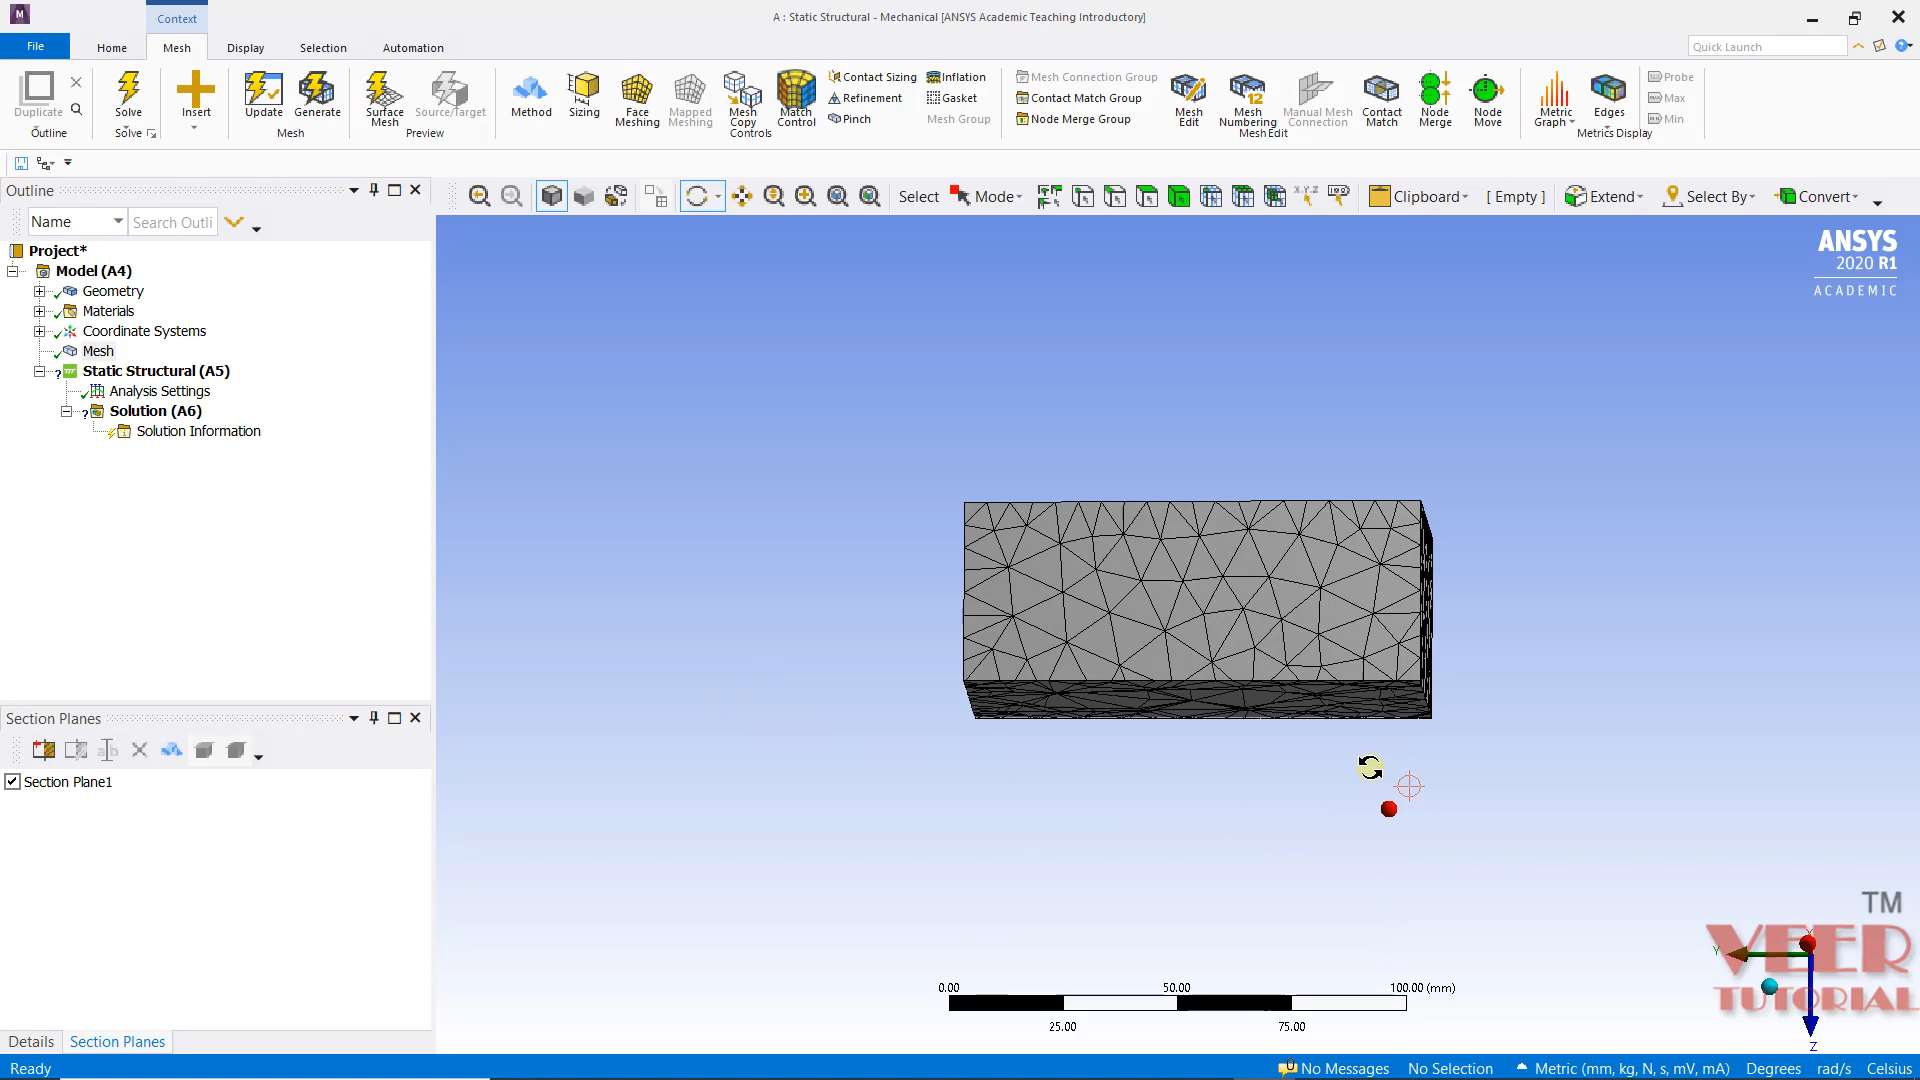 Context
A : Static Structural - Mechanical [ANSYS Academic Teaching Introductory]
File Home Mesh Display Selection Automation
Quick Launch
Duplicate
Outline
Solve
Solve
Insert
Update Generate
Mesh
Surface Mesh
Source/Target
Preview
Method Sizing
Face Meshing
Mapped Meshing
Mesh Copy
Match Control
Contact Sizing
Refinement
Pinch
Inflation
Gasket
Mesh Group
Controls
Mesh Connection Group
Contact Match Group
Node Merge Group
Mesh Edit
Mesh Numbering
Manual Mesh Connection
Contact Match
Node Merge
Node Move
Mesh Edit
Metric Graph
Edges
Probe
Max
Min
Metrics Display
Outline
Name Search Outli
Select Mode Clipboard [ Empty ] Extend Select By Convert
Project*
Model (A4)
Geometry
Materials
Coordinate Systems
Mesh
Static Structural (A5)
Analysis Settings
Solution (A6)
Solution Information
ANSYS
2020 R1
ACADEMIC
Section Planes
Section Plane1
0.00 50.00 100.00 (mm)
25.00 75.00
TM
VEER
TUTORIAL
Y
Z
Details Section Planes
Ready
0 No Messages No Selection Metric (mm, kg, N, s, mV, mA) Degrees rad/s Celsius